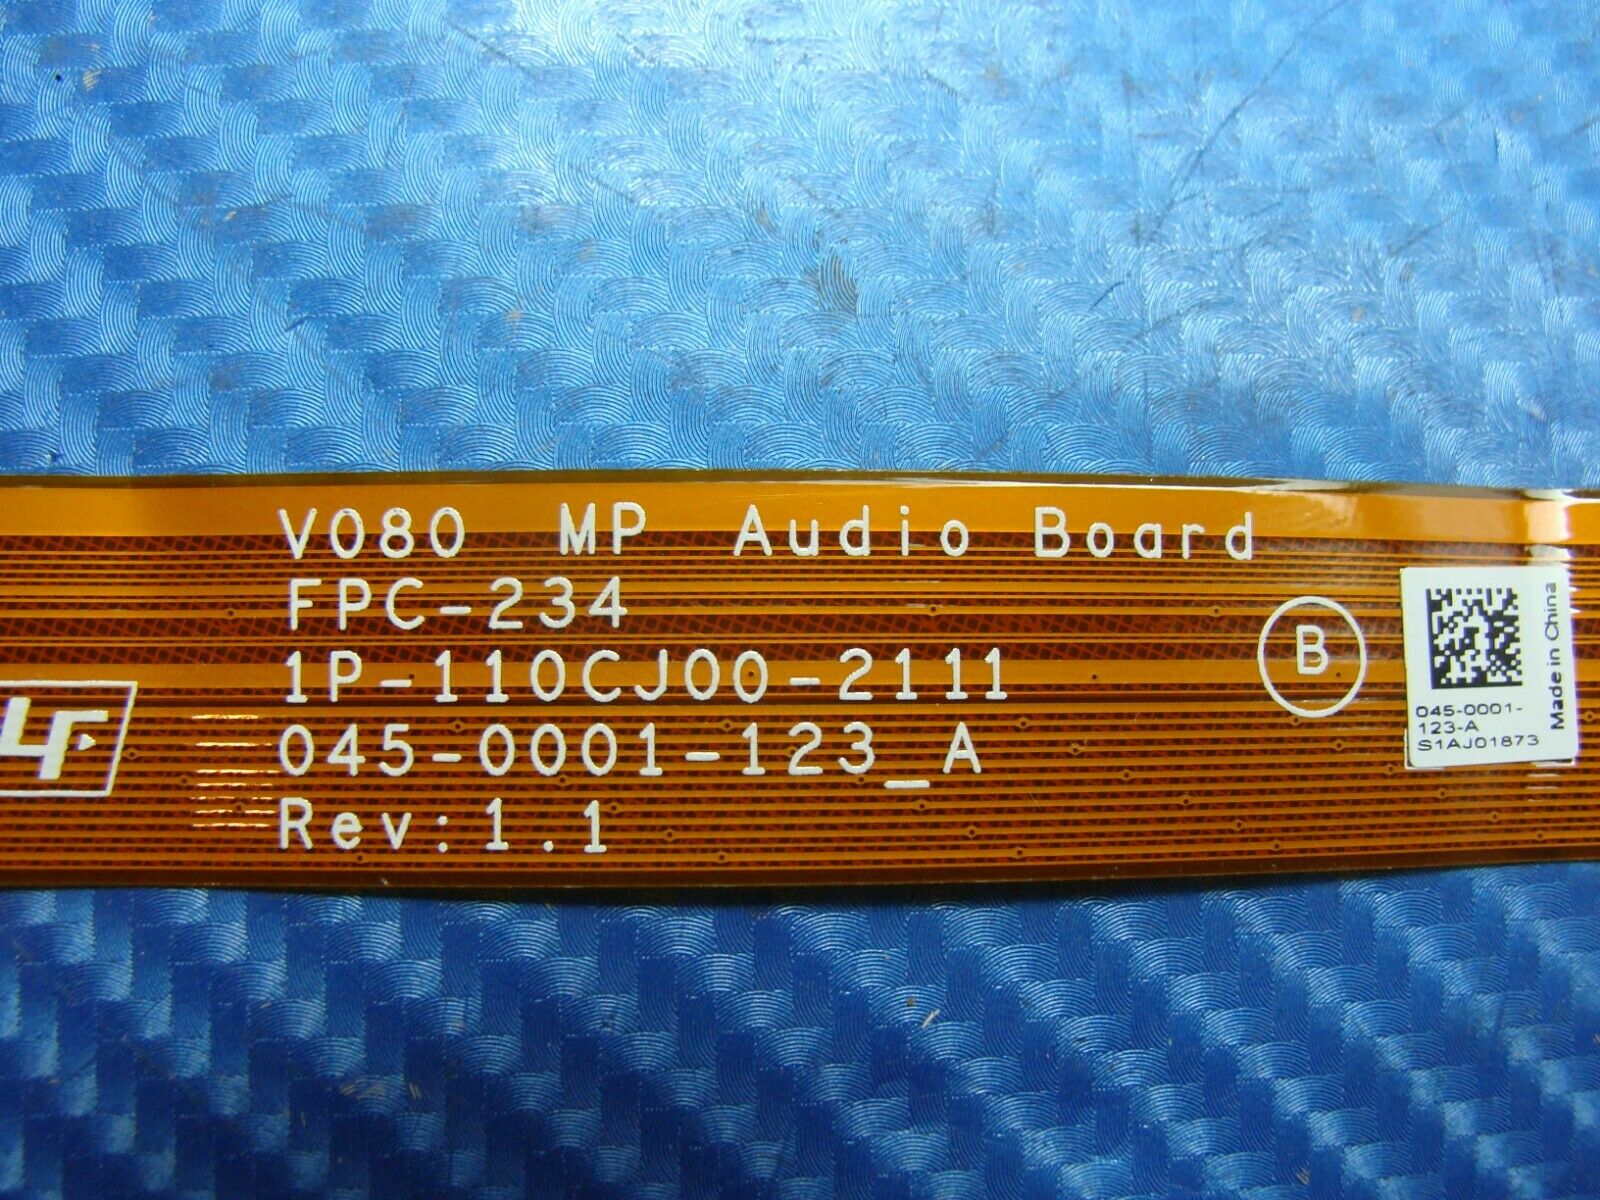 V080 MP Audio Board
FPC-234
1P-110CJ00-2111
045-0001-123_A
Rev:1.1
B
045-0001-
123-A
S1AJ01873
Made in China